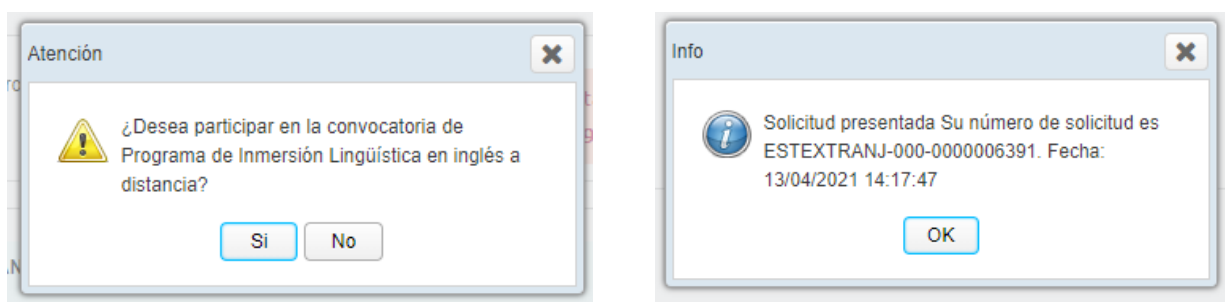 Atención
¿Desea participar en la convocatoria de
Programa de Inmersión Lingüística en inglés a
distancia?
Si No
Info
Solicitud presentada Su número de solicitud es
ESTEXTRANJ-000-0000006391. Fecha:
13/04/2021 14:17:47
OK